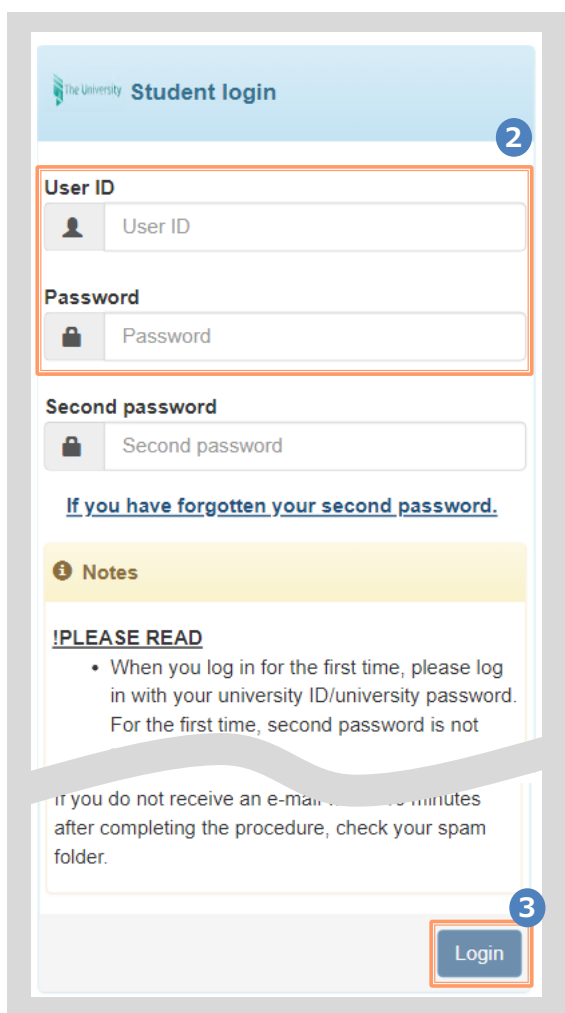 The University Student login
2
User ID
User ID
Password
Password
Second password
Second password
If you have forgotten your second password.
Notes
!PLEASE READ
• When you log in for the first time, please log
in with your university ID/university password.
For the first time, second password is not
If you do not receive an e-mail minutes
after completing the procedure, check your spam
folder.
3
Login